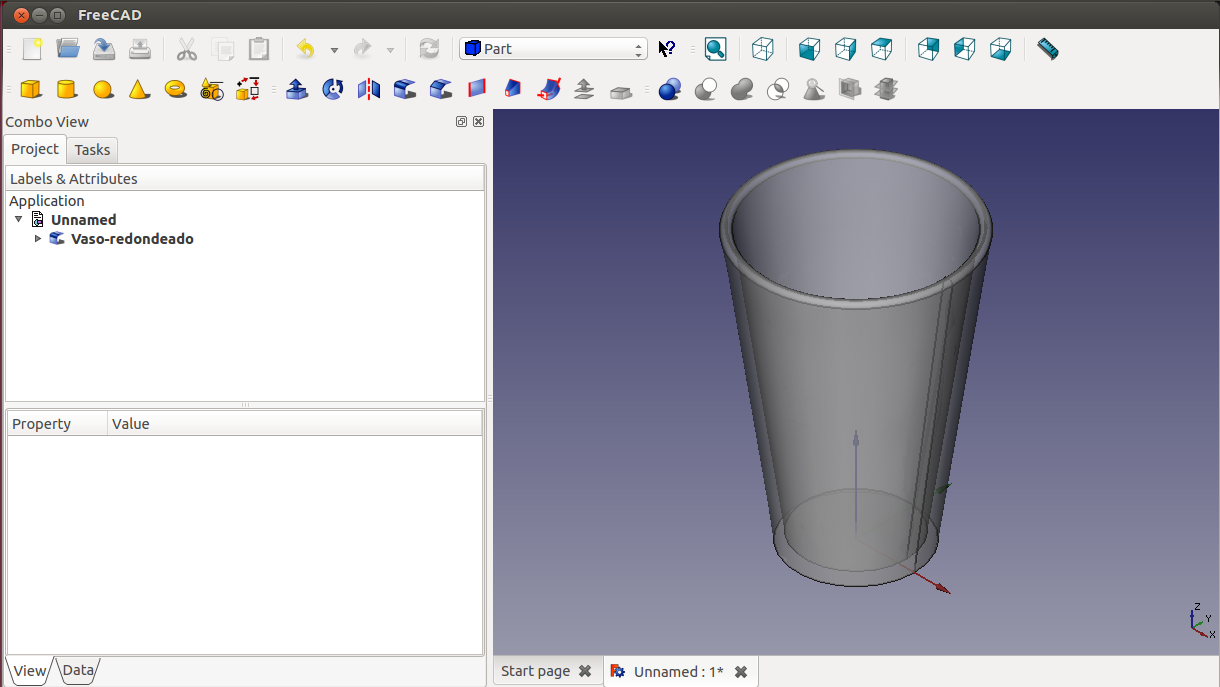 FreeCAD
Part
Combo View
Project Tasks
Labels & Attributes
Application
Unnamed
Vaso-redondeado
Property Value
View Data
Start page Unnamed : 1*
Z
Y
X